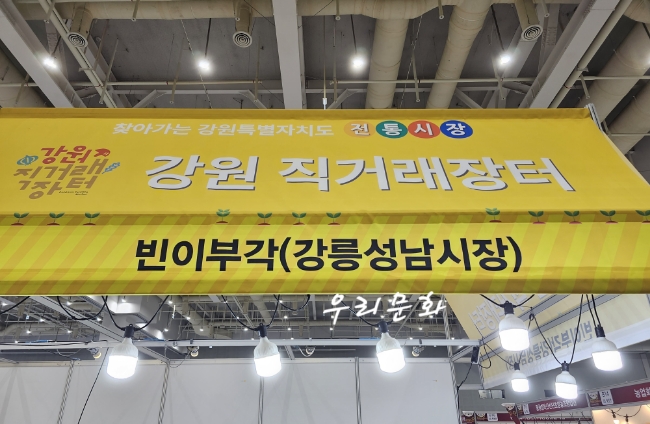 찾아가는 강원특별자치도 전통시장
강원
직거래
장터
강원 직거래장터
빈이부각(강릉성남시장)
우리문화